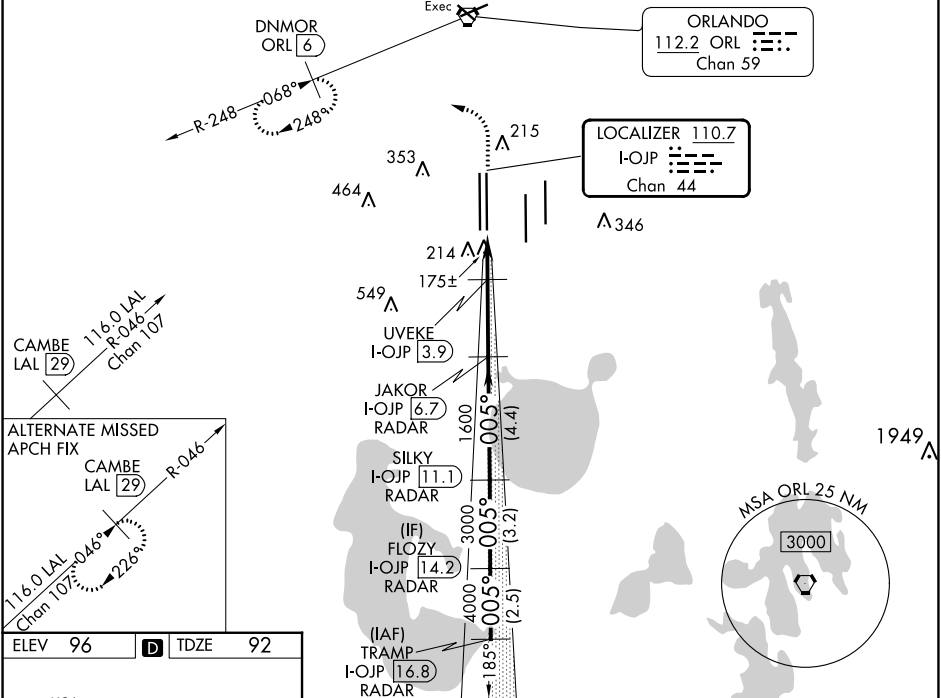 Exec
DNMOR
ORL 6
ORLANDO
112.2 ORL
Chan 59
R-248
068°
248°
LOCALIZER 110.7
I-OJP
Chan 44
215
353
464
346
214
175±
549
UVEKE
I-OJP 3.9
116.0 LAL
R-046
Chan 107
CAMBE
LAL 29
JAKOR
I-OJP 6.7
RADAR
1600
005°
(4.4)
ALTERNATE MISSED
APCH FIX
CAMBE
LAL 29
R-046
046°
226°
116.0 LAL
Chan 107
SILKY
I-OJP 11.1
RADAR
3000
005°
(3.2)
(IF)
FLOZY
I-OJP 14.2
RADAR
4000
005°
(2.5)
(IAF)
TRAMP
I-OJP 16.8
RADAR
185°
1949
MSA ORL 25 NM
3000
ELEV 96 D TDZE 92